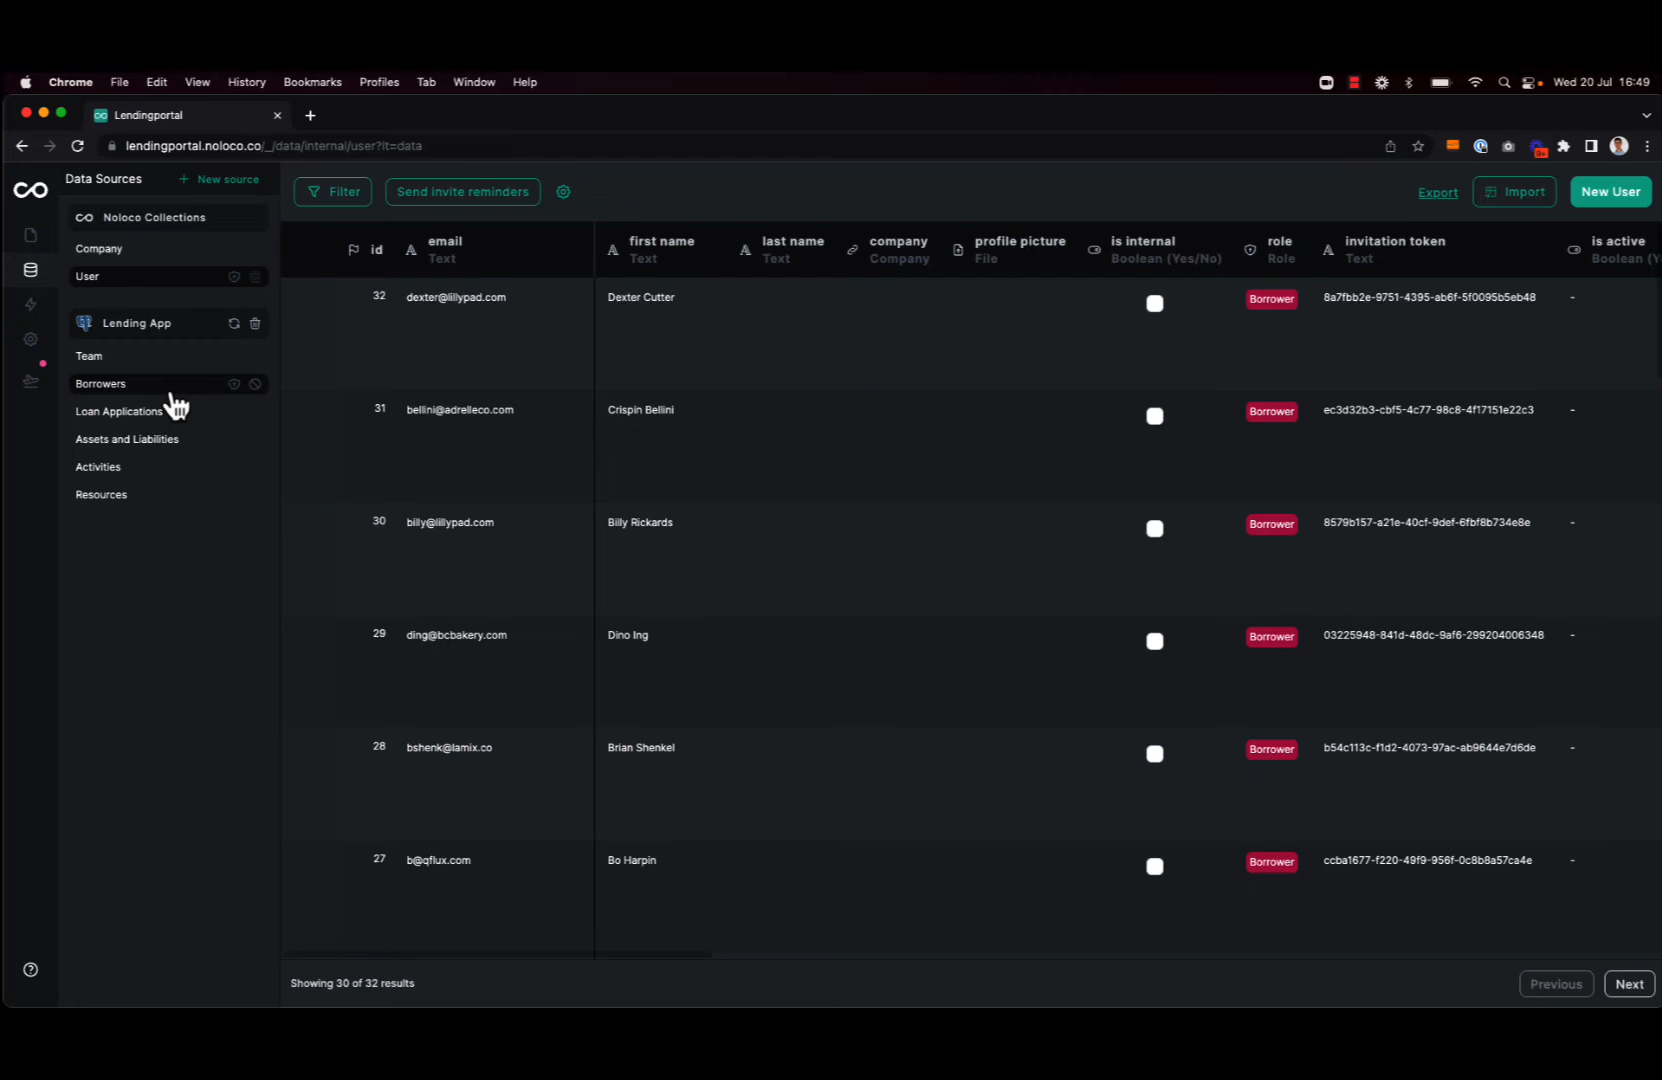 Chrome File Edit View History Bookmarks Profiles Tab Window Help Wed 20 Jul 16:49
Lendingportal
lendingportal.noloco.co/_/data/internal/user?lt=data
Data Sources + New source
Filter Send invite reminders Export Import New User
Noloco Collections
Company
User
Lending App
Team
Borrowers
Loan Applications
Assets and Liabilities
Activities
Resources
id email first name last name company profile picture is internal role invitation token is active
Text Text Text Company File Boolean (Yes/No) Role Text Boolean (Y
32 dexter@lillypad.com Dexter Cutter Borrower 8a7fbb2e-9751-4395-ab6f-5f0095b5eb48 -
31 bellini@adrelleco.com Crispin Bellini Borrower ec3d32b3-cbf5-4c77-98c8-4f17151e22c3 -
30 billy@lillypad.com Billy Rickards Borrower 8579b157-a21e-40cf-9def-6fbf8b734e8e -
29 ding@bcbakery.com Dino Ing Borrower 03225948-841d-48dc-9af6-299204006348 -
28 bshenk@lamix.co Brian Shenkel Borrower b54c113c-f1d2-4073-97ac-ab9644e7d6de -
27 b@qflux.com Bo Harpin Borrower ccba1677-f220-49f9-956f-0c8b8a57ca4e -
Showing 30 of 32 results Previous Next